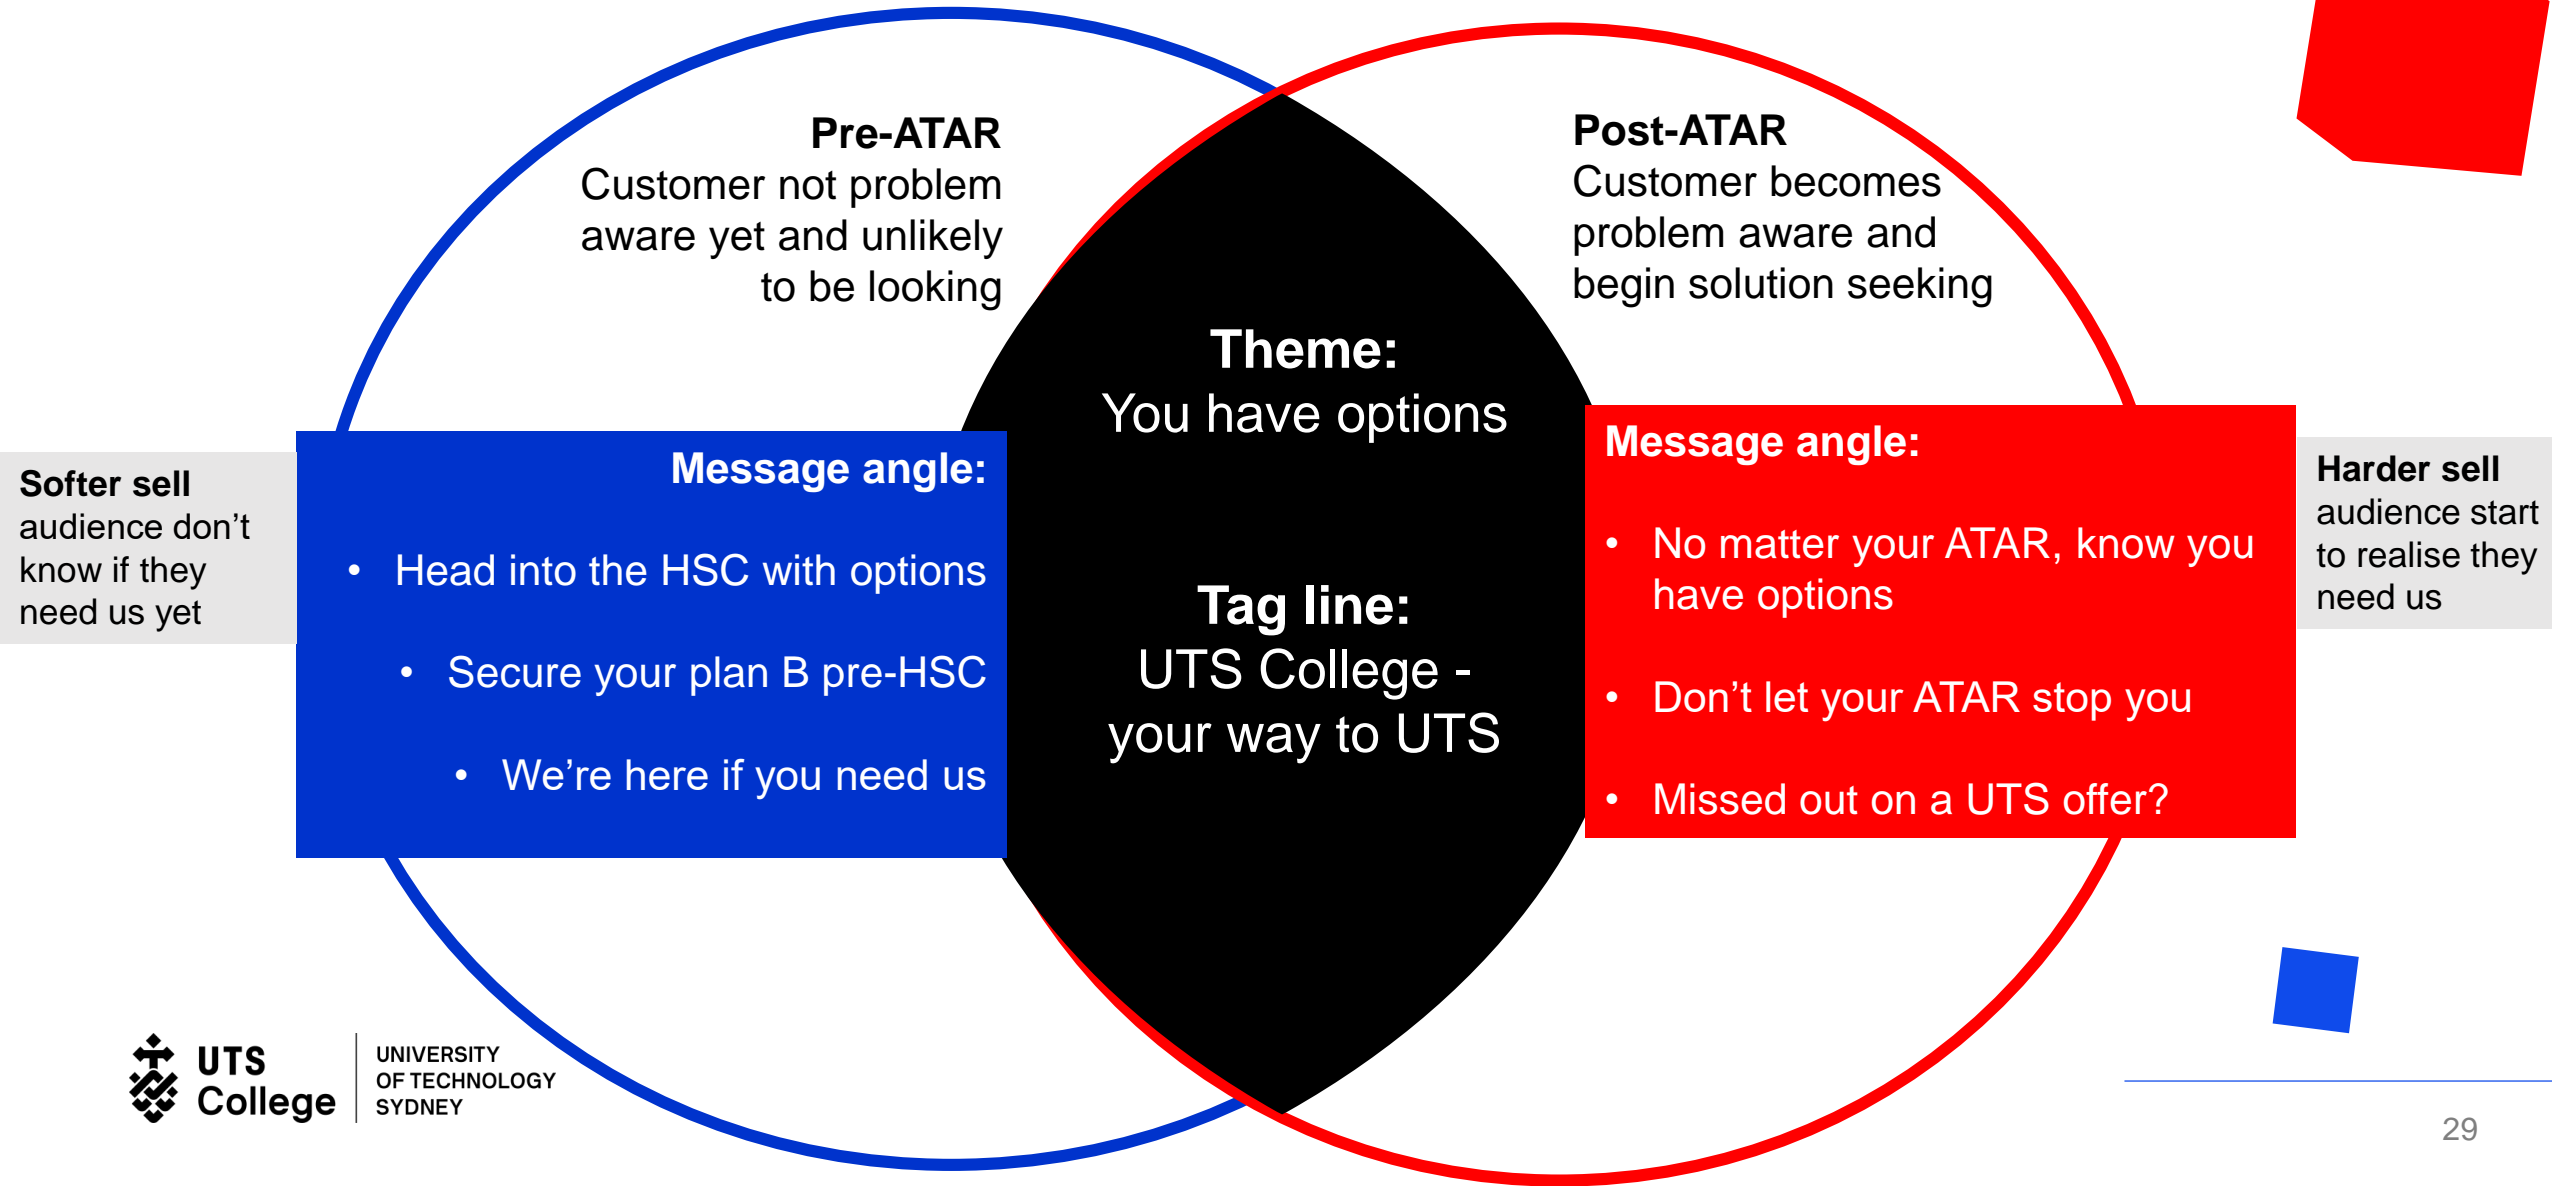 Pre-ATAR
Customer not problem
aware yet and unlikely
to be looking
Post-ATAR
Customer becomes
problem aware and
begin solution seeking
Theme:
You have options
Tag line:
UTS College -
your way to UTS
Softer sell
audience don’t
know if they
need us yet
Message angle:
• Head into the HSC with options
• Secure your plan B pre-HSC
• We’re here if you need us
Message angle:
• No matter your ATAR, know you
have options
• Don’t let your ATAR stop you
• Missed out on a UTS offer?
Harder sell
audience start
to realise they
need us
UTS
College
UNIVERSITY
OF TECHNOLOGY
SYDNEY
29